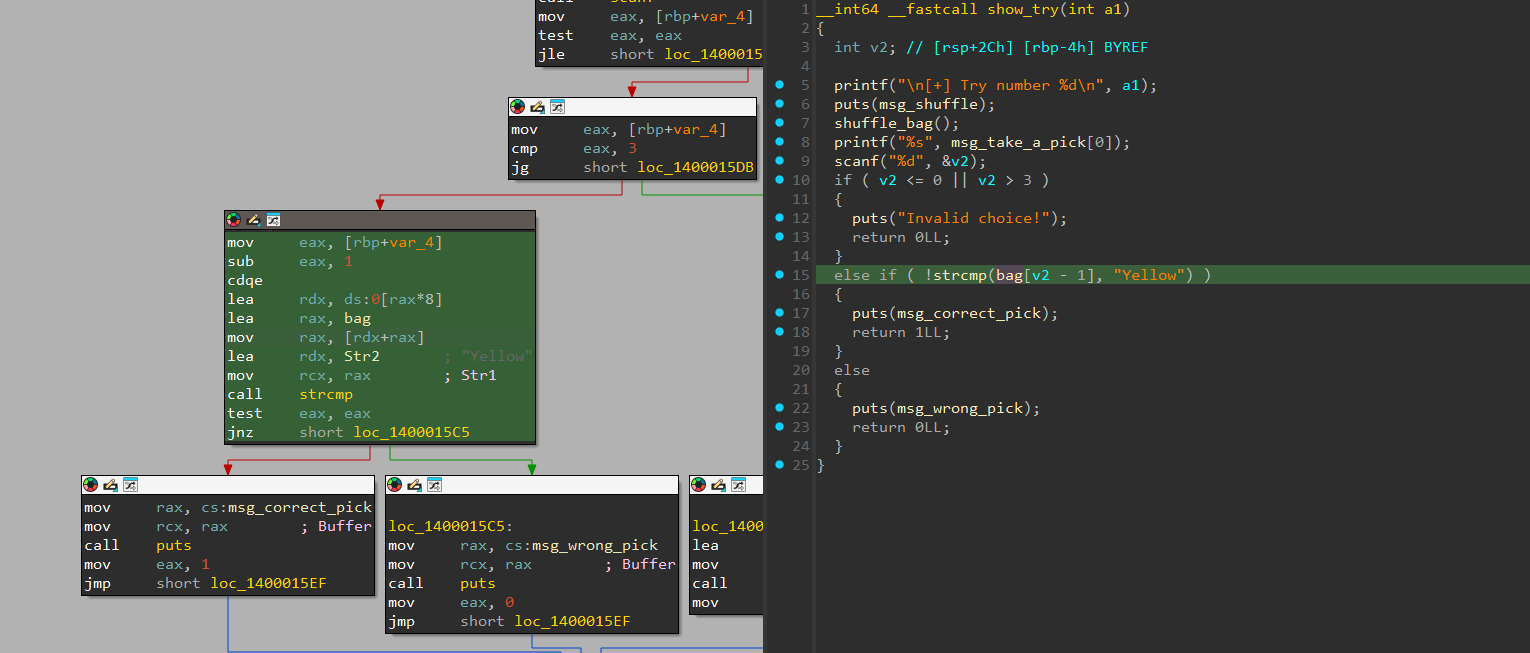 call scanf
mov eax, [rbp+var_4]
test eax, eax
jle short loc_1400015
mov eax, [rbp+var_4]
cmp eax, 3
jg short loc_1400015DB
mov eax, [rbp+var_4]
sub eax, 1
cdqe
lea rdx, ds:0[rax*8]
lea rax, bag
mov rax, [rdx+rax]
lea rdx, Str2 ; "Yellow"
mov rcx, rax ; Str1
call strcmp
test eax, eax
jnz short loc_1400015C5
mov rax, cs:msg_correct_pick
mov rcx, rax ; Buffer
call puts
mov eax, 1
jmp short loc_1400015EF
loc_1400015C5:
mov rax, cs:msg_wrong_pick
mov rcx, rax ; Buffer
call puts
mov eax, 0
jmp short loc_1400015EF
loc_1400
lea
mov
call
mov
1 __int64 __fastcall show_try(int a1)
2 {
3 int v2; // [rsp+2Ch] [rbp-4h] BYREF
4
5 printf("\n[+] Try number %d\n", a1);
6 puts(msg_shuffle);
7 shuffle_bag();
8 printf("%s", msg_take_a_pick[0]);
9 scanf("%d", &v2);
10 if ( v2 <= 0 || v2 > 3 )
11 {
12 puts("Invalid choice!");
13 return 0LL;
14 }
15 else if ( !strcmp(bag[v2 - 1], "Yellow") )
16 {
17 puts(msg_correct_pick);
18 return 1LL;
19 }
20 else
21 {
22 puts(msg_wrong_pick);
23 return 0LL;
24 }
25 }